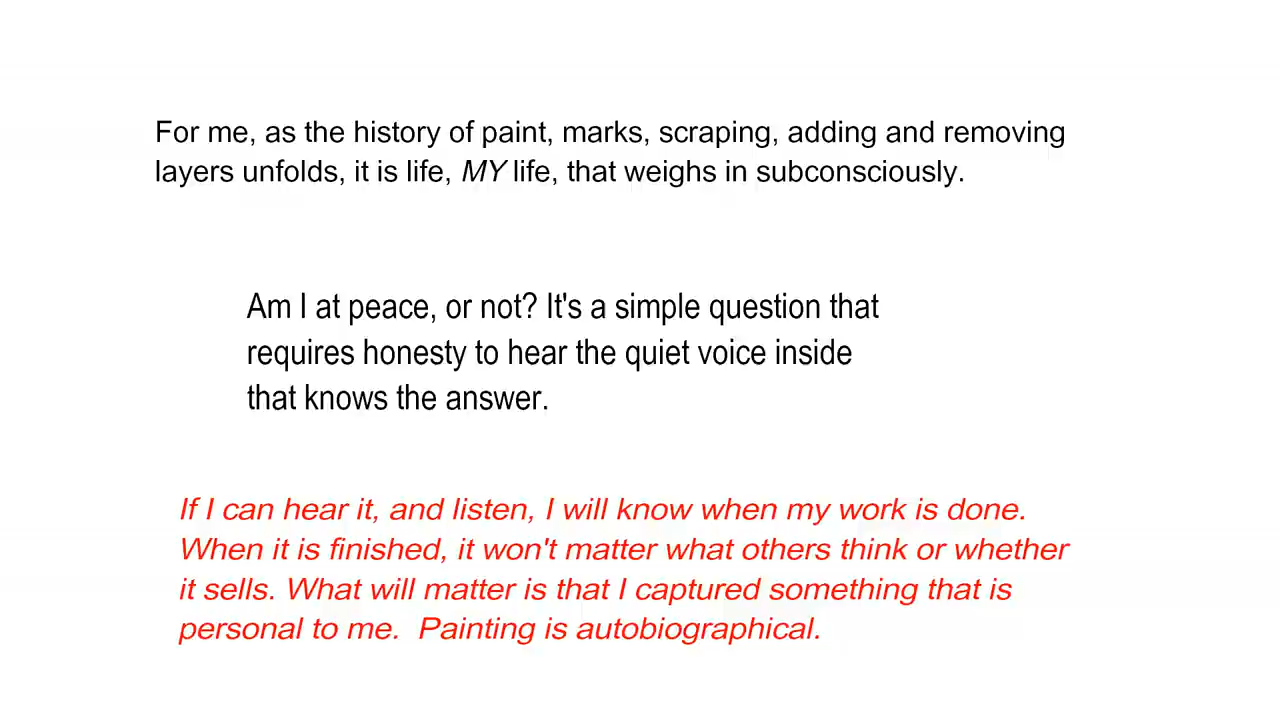 For me, as the history of paint, marks, scraping, adding and removing
layers unfolds, it is life, MY life, that weighs in subconsciously.
Am I at peace, or not? It's a simple question that
requires honesty to hear the quiet voice inside
that knows the answer.
If I can hear it, and listen, I will know when my work is done.
When it is finished, it won't matter what others think or whether
it sells. What will matter is that I captured something that is
personal to me.  Painting is autobiographical.